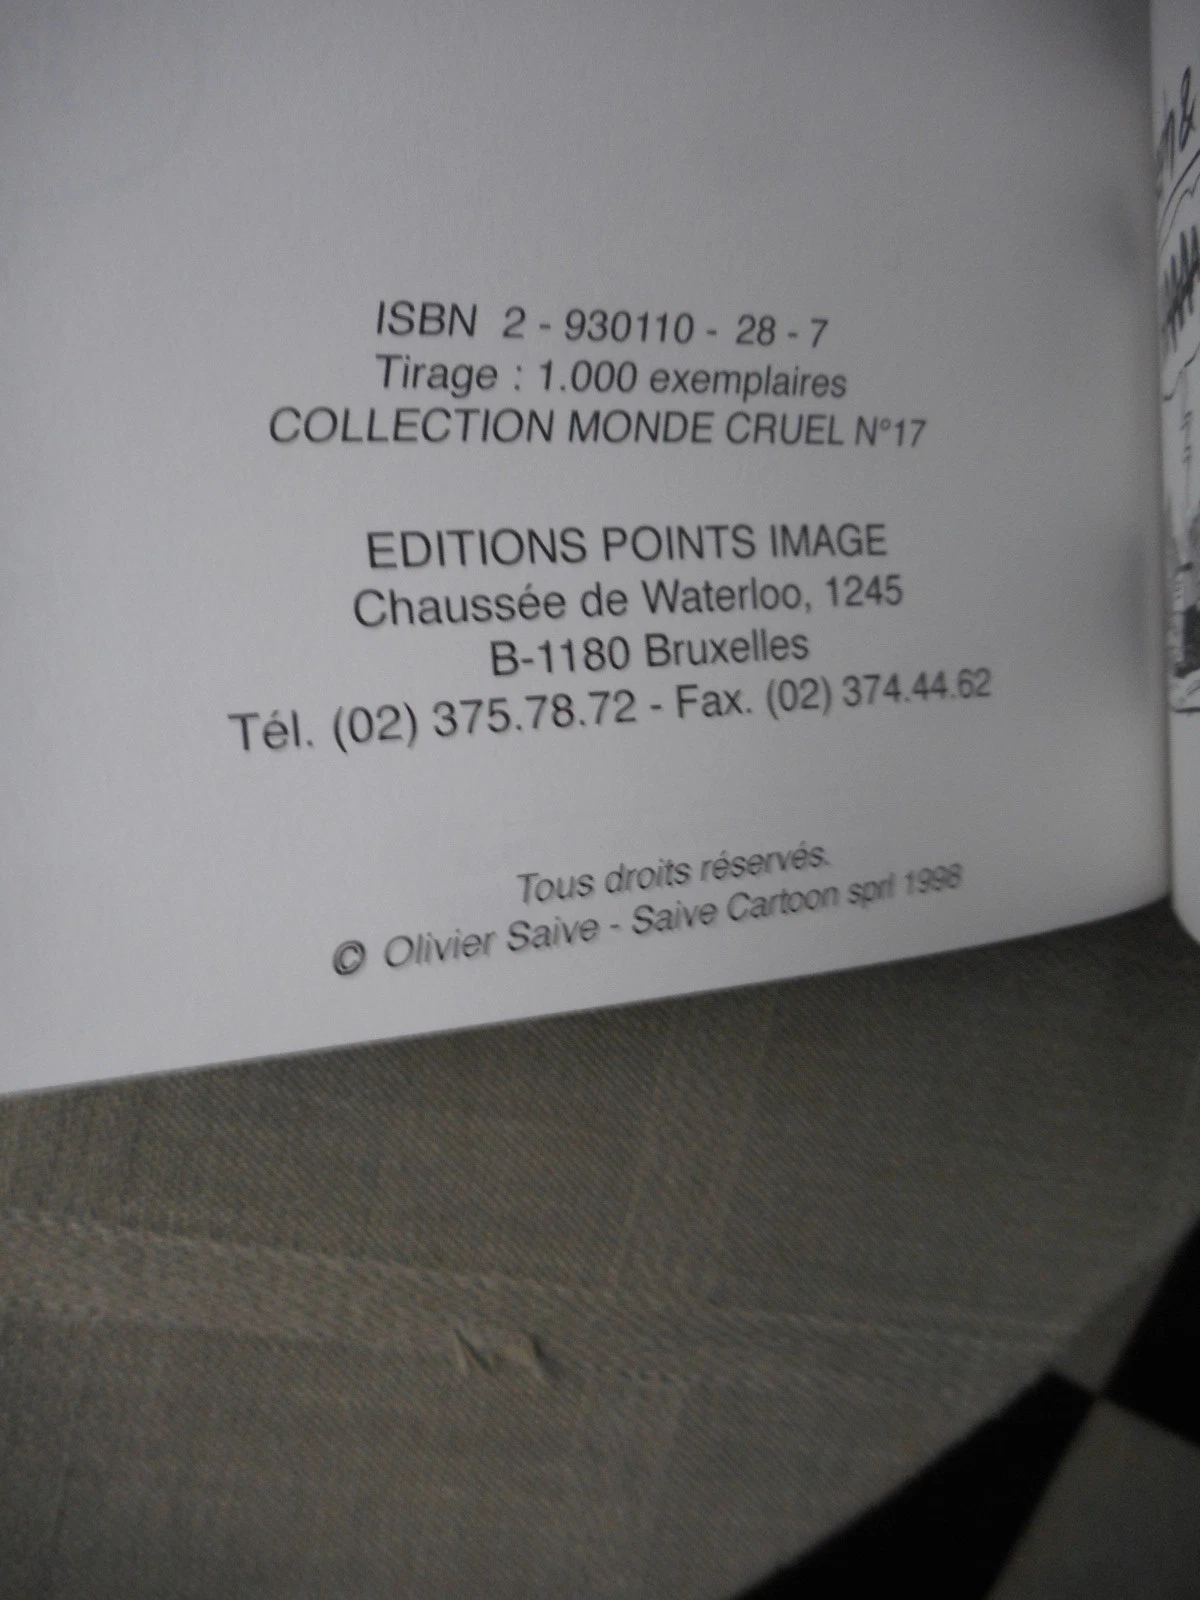 ISBN 2 - 930110 - 28 - 7
Tirage : 1.000 exemplaires
COLLECTION MONDE CRUEL N°17
EDITIONS POINTS IMAGE
Chaussée de Waterloo, 1245
B-1180 Bruxelles
Tél. (02) 375.78.72 - Fax. (02) 374.44.62
Tous droits réservés.
© Olivier Saive - Saive Cartoon sprl 1998